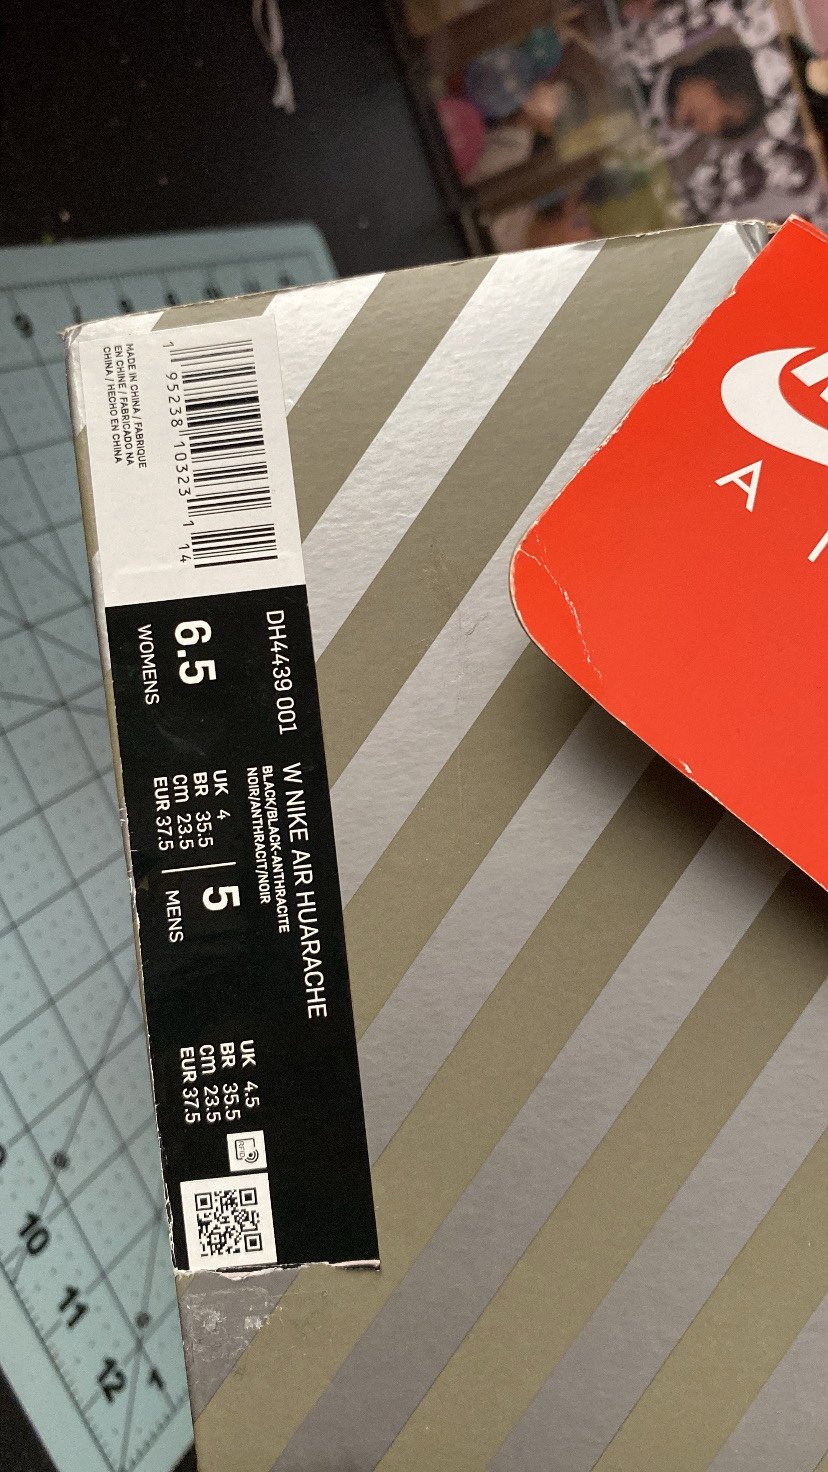 DH4439 001
W NIKE AIR HUARACHE
BLACK/BLACK-ANTHRACITE
NOIR/ANTHRACIT/NOIR
6.5
WOMENS
UK 4
BR 35.5
cm 23.5
EUR 37.5
5
MENS
UK 4.5
BR 35.5
cm 23.5
EUR 37.5
RFID
1 95238 10323 1 14
MADE IN CHINA / FABRIQUE
EN CHINE / FABRICADO NA
CHINA / HECHO EN CHINA
A
10
11
12
1